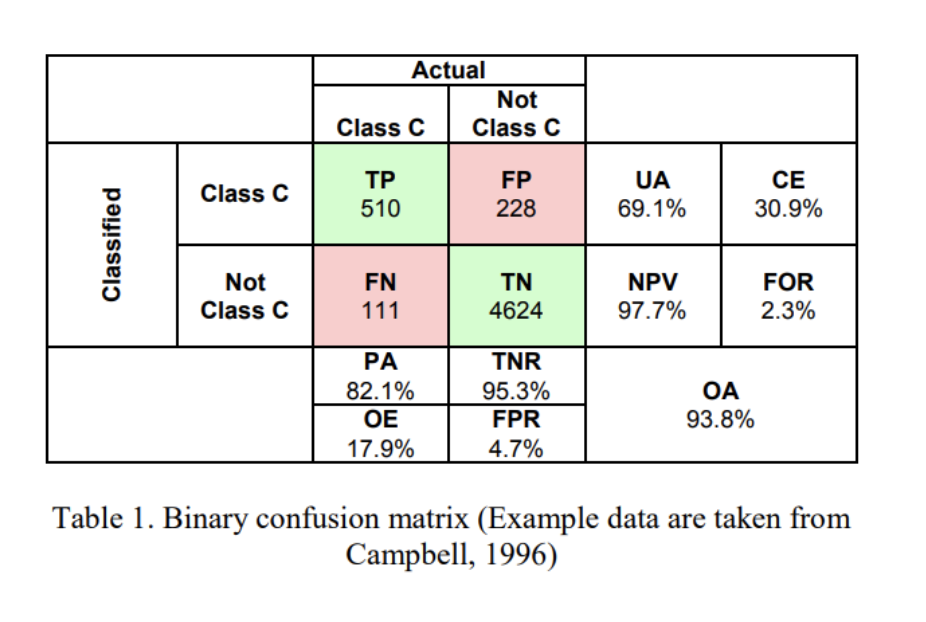 Actual
Not
Class C Class C
Classified
Class C
TP FP UA CE
510 228 69.1% 30.9%
Not
Class C
FN TN NPV FOR
111 4624 97.7% 2.3%
PA TNR
82.1% 95.3%
OA
93.8%
OE FPR
17.9% 4.7%
Table 1. Binary confusion matrix (Example data are taken from
Campbell, 1996)